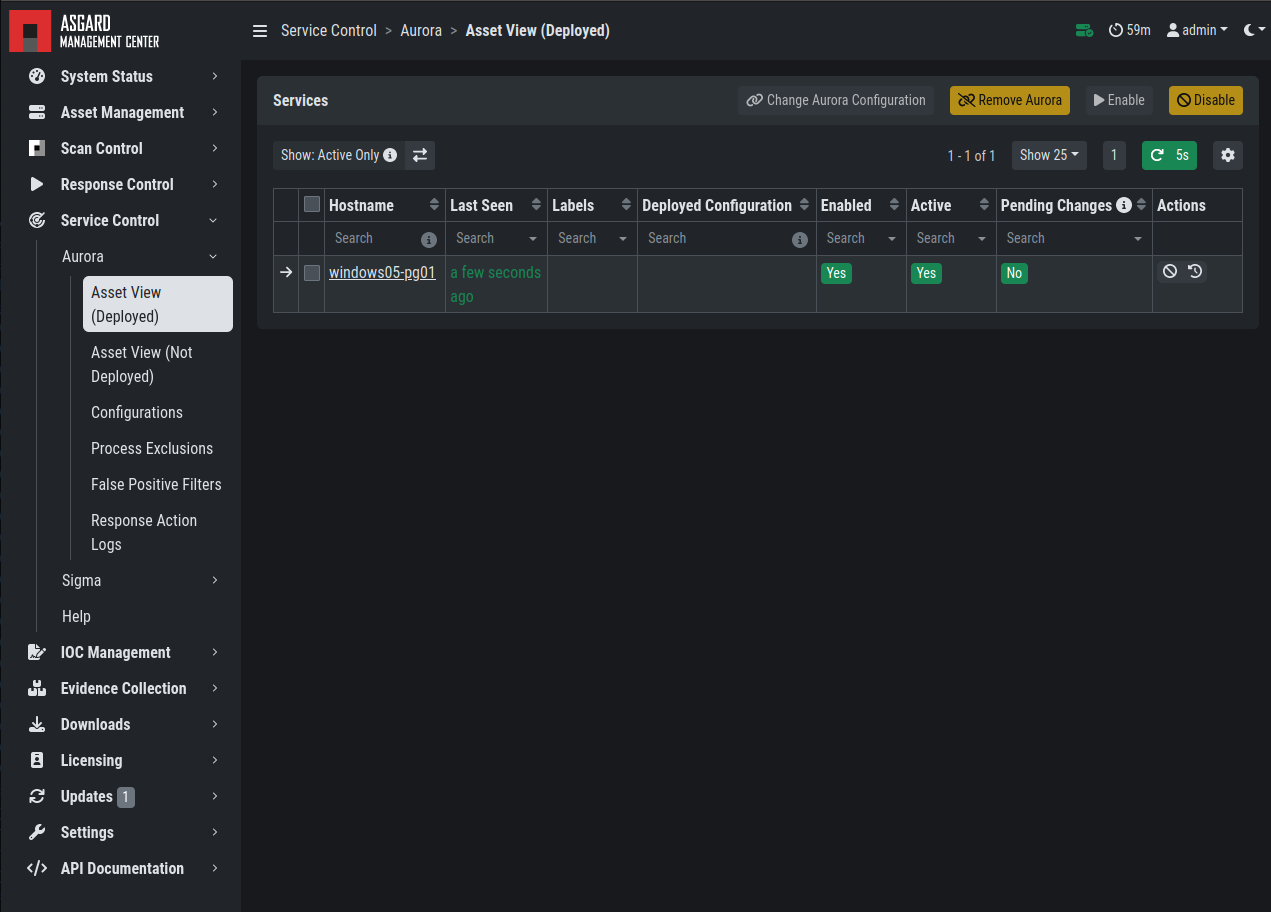 ASGARD
MANAGEMENT CENTER
Service Control > Aurora > Asset View (Deployed)
59m
admin
System Status
Asset Management
Scan Control
Response Control
Service Control
Aurora
Asset View
(Deployed)
Asset View (Not
Deployed)
Configurations
Process Exclusions
False Positive Filters
Response Action
Logs
Sigma
Help
IOC Management
Evidence Collection
Downloads
Licensing
Updates 1
Settings
API Documentation
Services
Change Aurora Configuration
Remove Aurora
Enable
Disable
Show: Active Only
1 - 1 of 1
Show 25
1
5s
Hostname Last Seen Labels Deployed Configuration Enabled Active Pending Changes Actions
Search Search Search Search Search Search Search
windows05-pg01 a few seconds Yes Yes No
ago